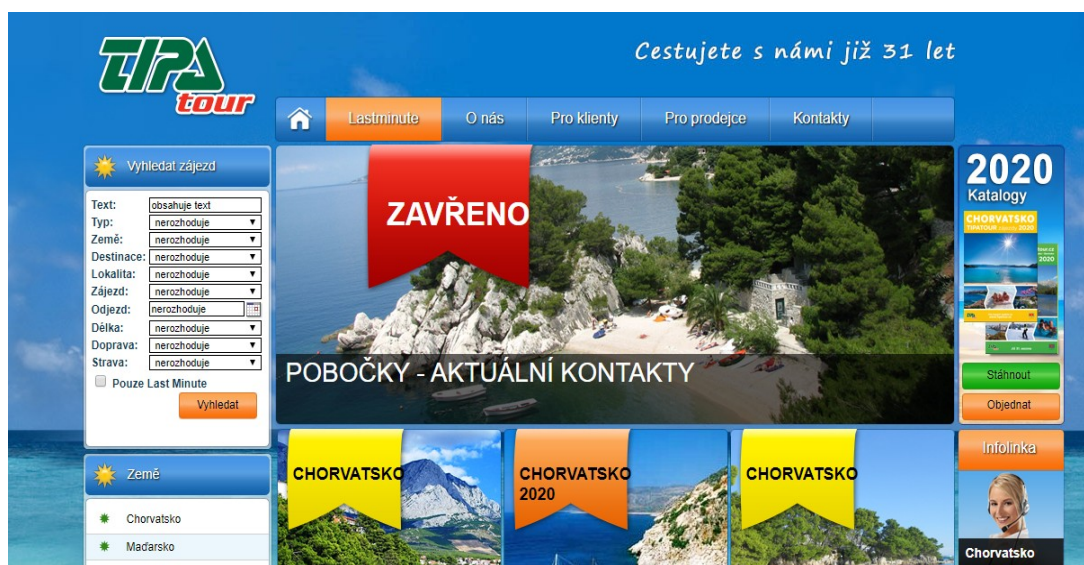 TIPA
tour
Cestujete s námi již 31 let
Lastminute
O nás
Pro klienty
Pro prodejce
Kontakty
Vyhledat zájezd
Text: obsahuje text
Typ: nerozhoduje
Země: nerozhoduje
Destinace: nerozhoduje
Lokalita: nerozhoduje
Zájezd: nerozhoduje
Odjezd: nerozhoduje
Délka: nerozhoduje
Doprava: nerozhoduje
Strava: nerozhoduje
Pouze Last Minute
Vyhledat
Země
Chorvatsko
Maďarsko
ZAVŘENO
POBOČKY - AKTUÁLNÍ KONTAKTY
CHORVATSKO
CHORVATSKO
2020
CHORVATSKO
2020
Katalogy
CHORVATSKO
2020
Stáhnout
Objednat
Infolinka
Chorvatsko